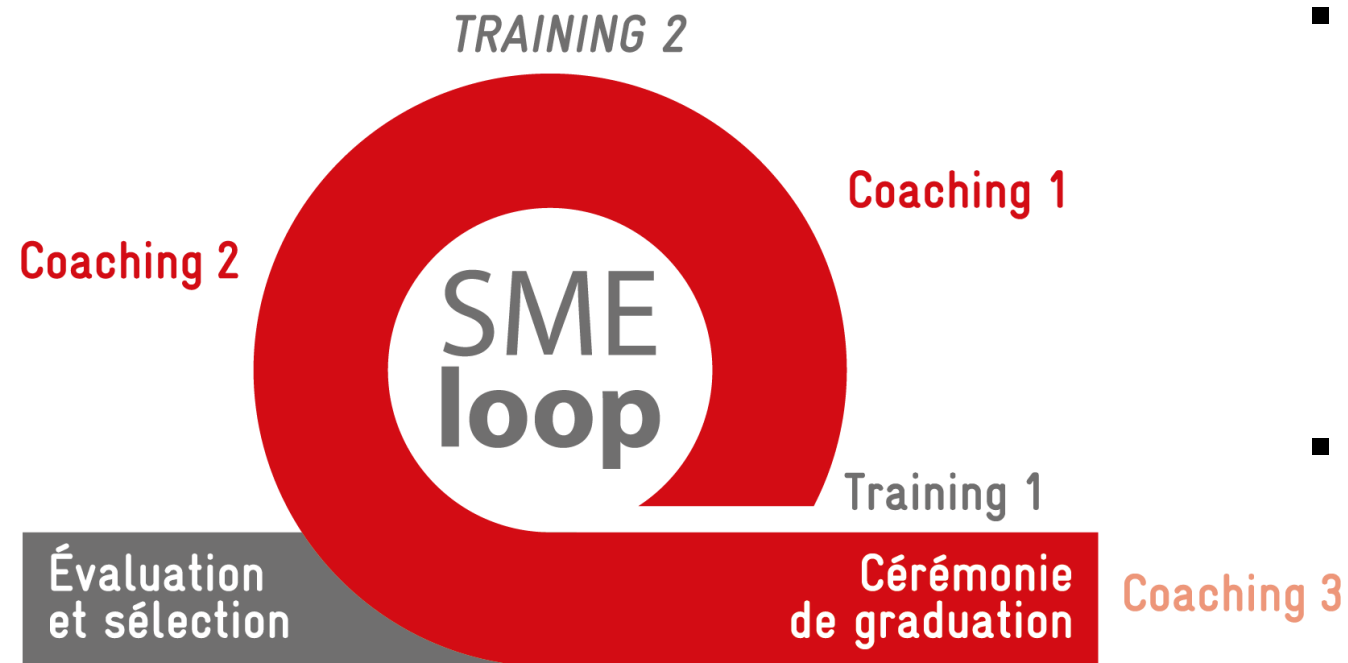 TRAINING 2
Coaching 1
Coaching 2
SME
loop
Training 1
Évaluation
et sélection
Cérémonie
de graduation
Coaching 3